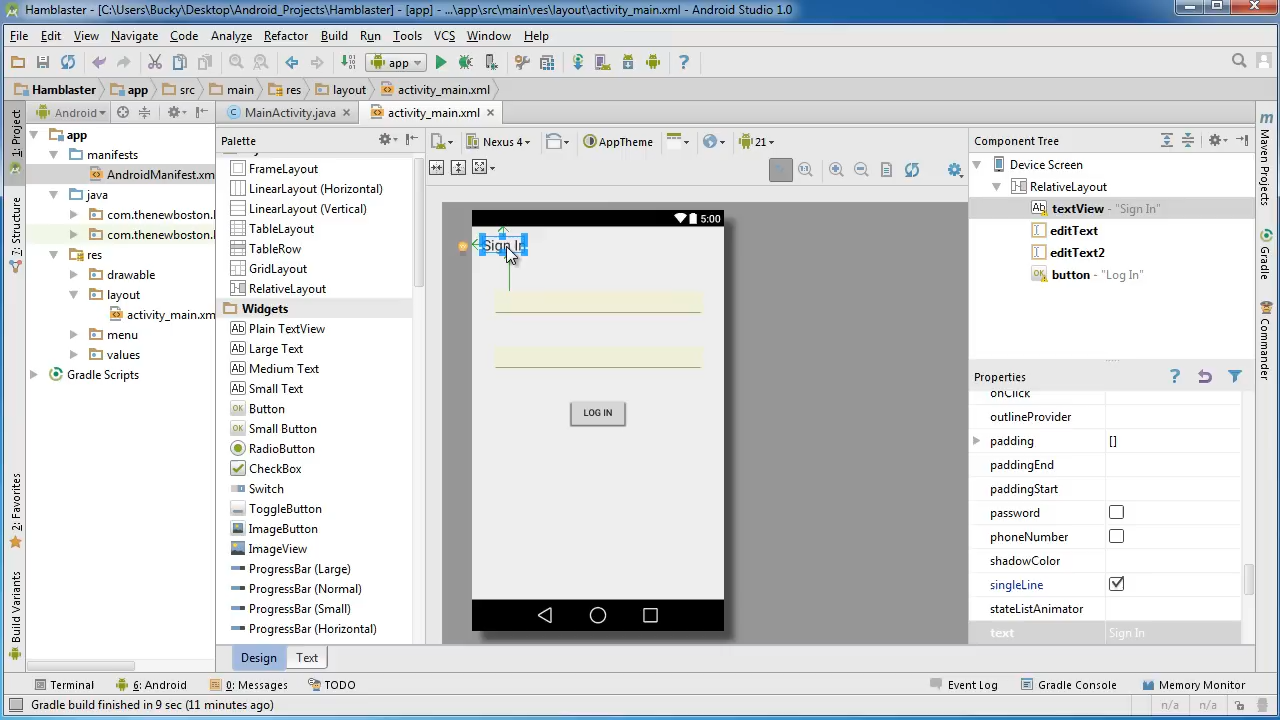 Hamblaster - [C:\Users\Bucky\Desktop\Android_Projects\Hamblaster] - [app] - ...\app\src\main\res\layout\activity_main.xml - Android Studio 1.0
File Edit View Navigate Code Analyze Refactor Build Run Tools VCS Window Help
app
Hamblaster app src main res layout activity_main.xml
Android MainActivity.java activity_main.xml
1: Project
7: Structure
2: Favorites
Build Variants
app
manifests
AndroidManifest.xm
java
com.thenewboston.l
com.thenewboston.l
res
drawable
layout
activity_main.xm
menu
values
Gradle Scripts
Palette
FrameLayout
LinearLayout (Horizontal)
LinearLayout (Vertical)
TableLayout
TableRow
GridLayout
RelativeLayout
Widgets
Plain TextView
Large Text
Medium Text
Small Text
Button
Small Button
RadioButton
CheckBox
Switch
ToggleButton
ImageButton
ImageView
ProgressBar (Large)
ProgressBar (Normal)
ProgressBar (Small)
ProgressBar (Horizontal)
Nexus 4 AppTheme 21
5:00
Sign In
LOG IN
Component Tree
Device Screen
RelativeLayout
textView - "Sign In"
editText
editText2
button - "Log In"
Properties
onClick
outlineProvider
padding []
paddingEnd
paddingStart
password
phoneNumber
shadowColor
singleLine
stateListAnimator
text Sign In
Maven Projects
Gradle
Commander
Design Text
Terminal 6: Android 0: Messages TODO Event Log Gradle Console Memory Monitor
Gradle build finished in 9 sec (11 minutes ago) n/a n/a